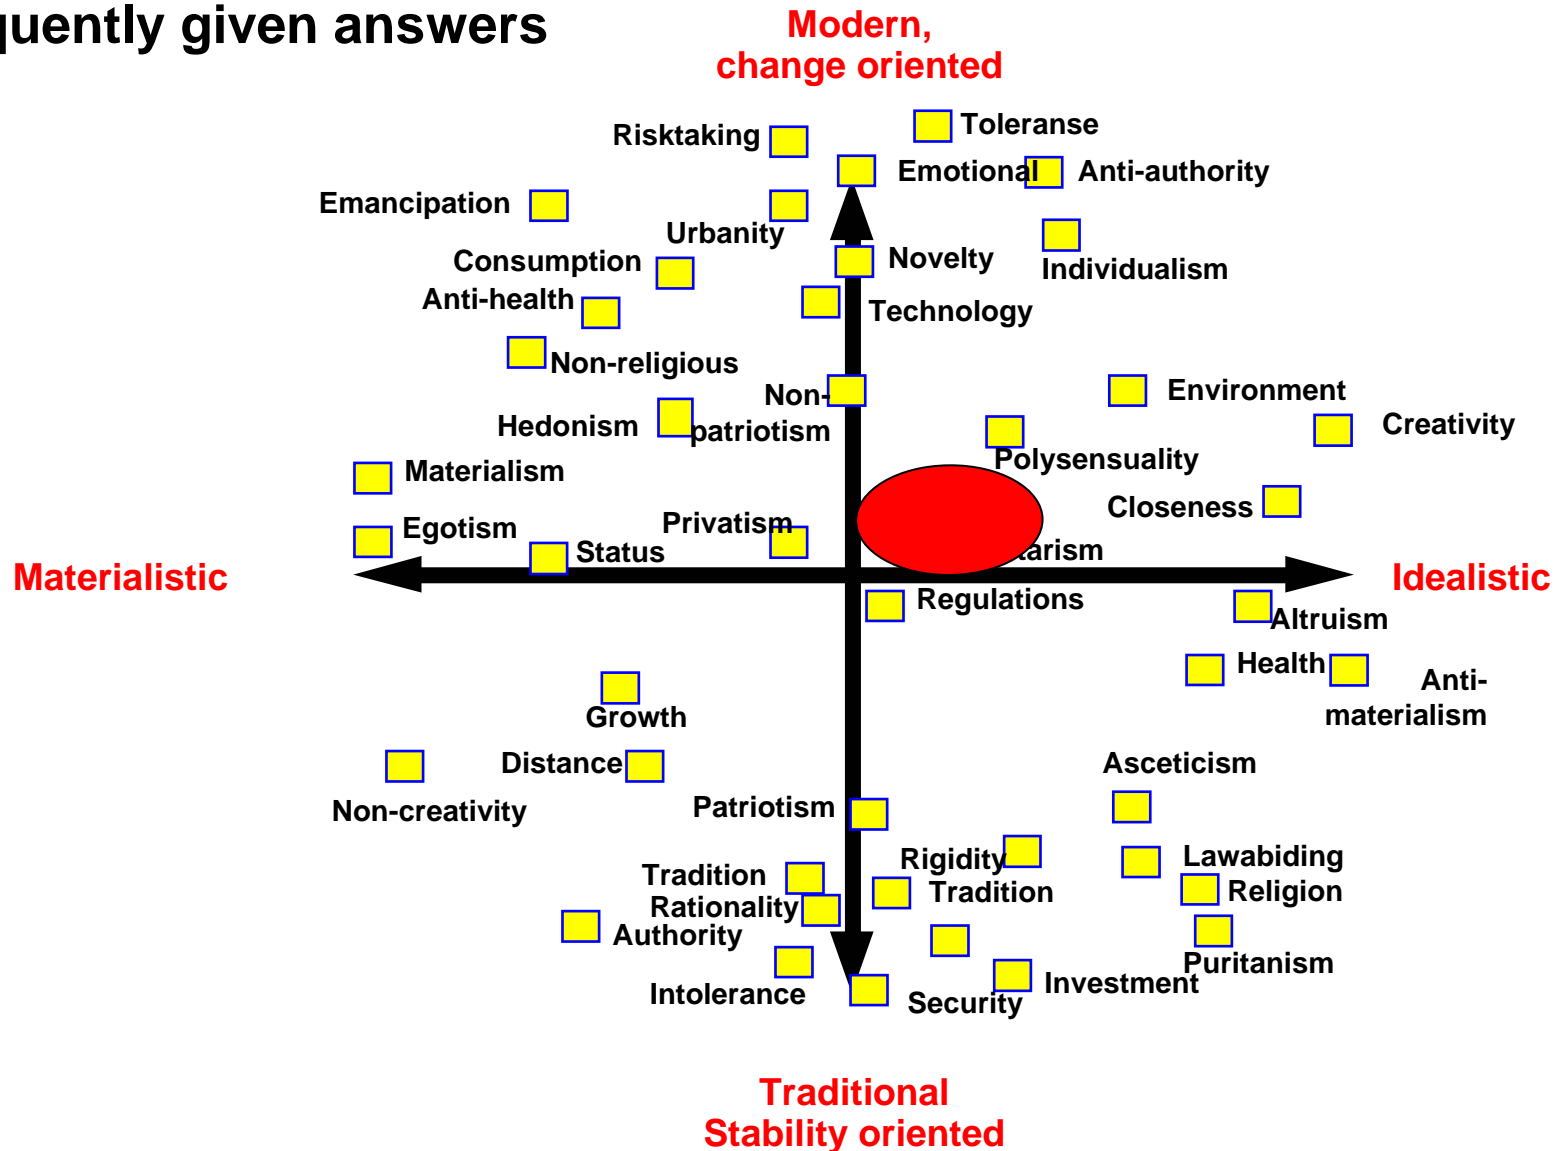 given answers
Modern,
change oriented
Toleranse
Risktaking
Emotional
Anti-authority
Emancipation
Urbanity
Consumption
Novelty
Individualism
Anti-health
Technology
Non-religious
Environment
Non-
patriotism
Hedonism
Creativity
Polysensuality
Materialism
Closeness
Egotism
Privatism
Status
Materialistic
Idealistic
Regulations
Altruism
Health
Anti-
materialism
Growth
Distance
Asceticism
Non-creativity
Patriotism
Rigidity
Lawabiding
Tradition
Tradition
Religion
Rationality
Authority
Puritanism
Intolerance
Investment
Security
Traditional
Stability oriented